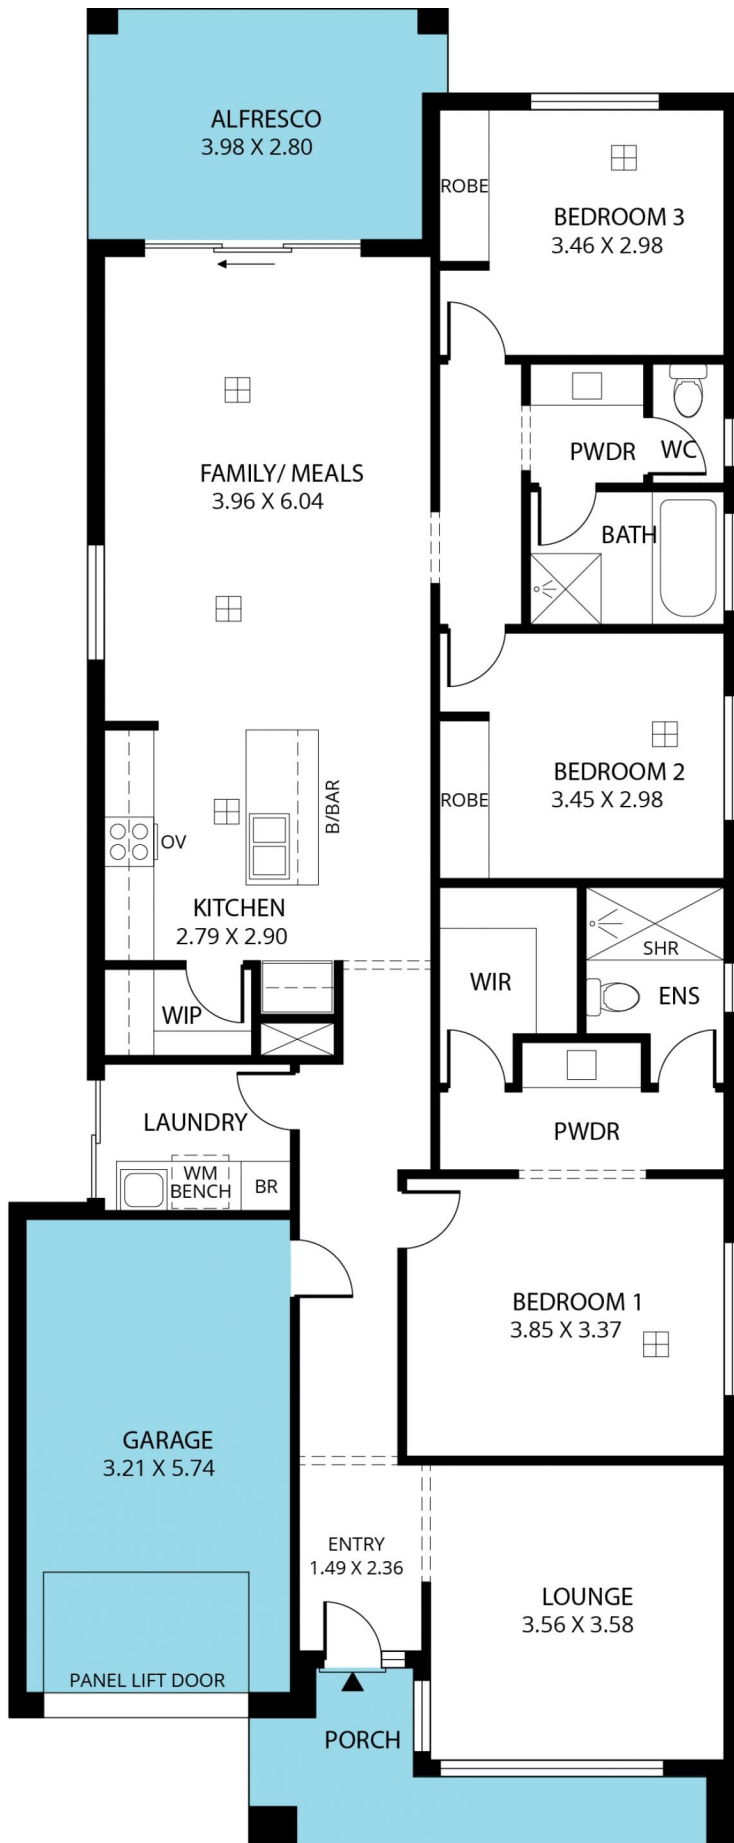 ALFRESCO
3.98 X 2.80
ROBE
BEDROOM 3
3.46 X 2.98
FAMILY/ MEALS
3.96 X 6.04
PWDR
WC
BATH
BEDROOM 2
3.45 X 2.98
ROBE
B/BAR
OV
KITCHEN
2.79 X 2.90
WIP
WIR
SHR
ENS
LAUNDRY
WM
BENCH
BR
PWDR
BEDROOM 1
3.85 X 3.37
GARAGE
3.21 X 5.74
ENTRY
1.49 X 2.36
LOUNGE
3.56 X 3.58
PANEL LIFT DOOR
PORCH